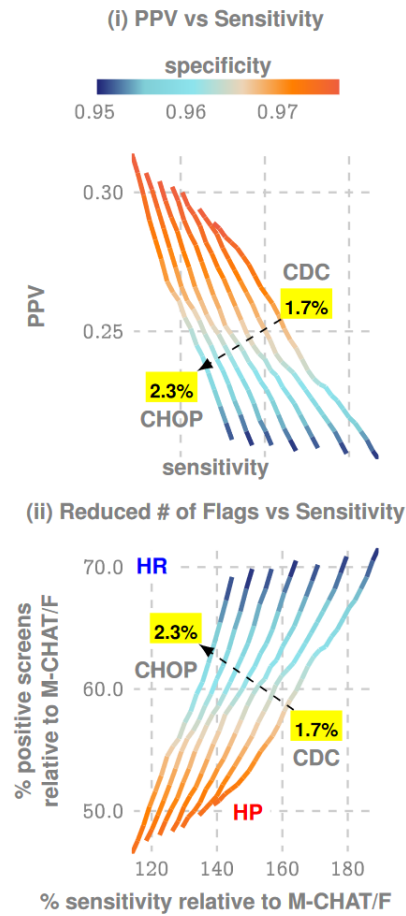 (i) PPV vs Sensitivity
specificity
0.95 0.96 0.97
0.30
CDC
1.7%
0.25
PPV
2.3%
CHOP
sensitivity
(ii) Reduced # of Flags vs Sensitivity
70.0
HR
2.3%
CHOP
60.0
1.7%
CDC
50.0
HP
% positive screens
relative to M-CHAT/F
120 140 160 180
% sensitivity relative to M-CHAT/F